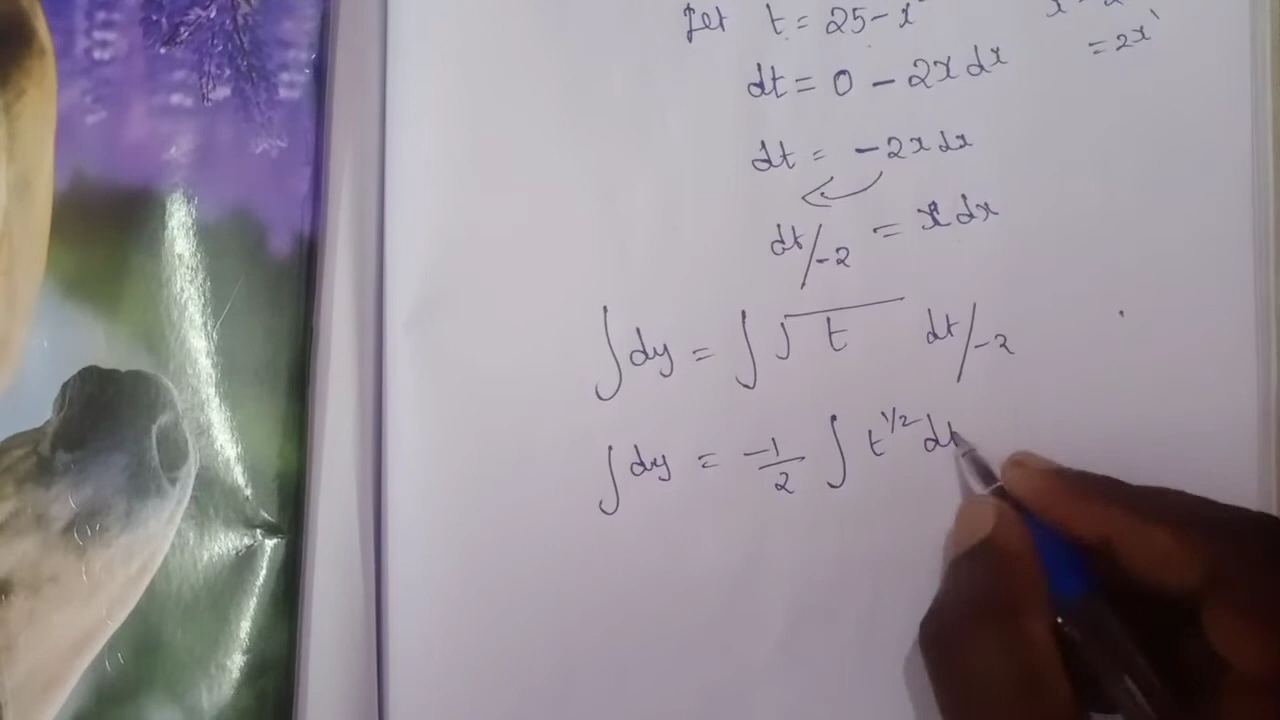 Let t = 25 - x
= 2x¹
dt = 0 - 2x dx
dt = -2x dx
dt/-2 = x dx
∫dy = ∫√t dt/-2
∫dy = -1/2 ∫ t^1/2 dt